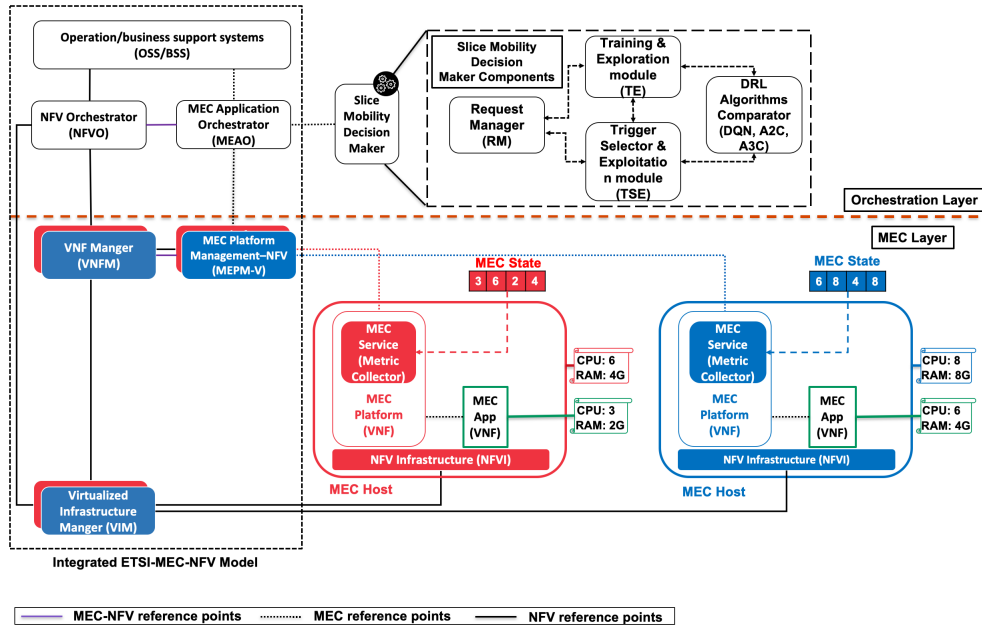 Operation/business support systems
(OSS/BSS)
NFV Orchestrator
(NFVO)
MEC Application
Orchestrator
(MEAO)
Slice
Mobility
Decision
Maker
Slice Mobility
Decision
Maker Components
Training &
Exploration
module
(TE)
Request
Manager
(RM)
Trigger
Selector &
Exploitatio
n module
(TSE)
DRL
Algorithms
Comparator
(DQN, A2C,
A3C)
Orchestration Layer
MEC Layer
VNF Manger
(VNFM)
MEC Platform
Management–NFV
(MEPM-V)
MEC State
3 6 2 4
MEC
Service
(Metric
Collector)
MEC
Platform
(VNF)
MEC
App
(VNF)
CPU: 6
RAM: 4G
CPU: 3
RAM: 2G
NFV Infrastructure (NFVI)
MEC Host
MEC State
6 8 4 8
MEC
Service
(Metric
Collector)
MEC
Platform
(VNF)
MEC
App
(VNF)
CPU: 8
RAM: 8G
CPU: 6
RAM: 4G
NFV Infrastructure (NFVI)
MEC Host
Virtualized
Infrastructure
Manger (VIM)
Integrated ETSI-MEC-NFV Model
MEC-NFV reference points
MEC reference points
NFV reference points